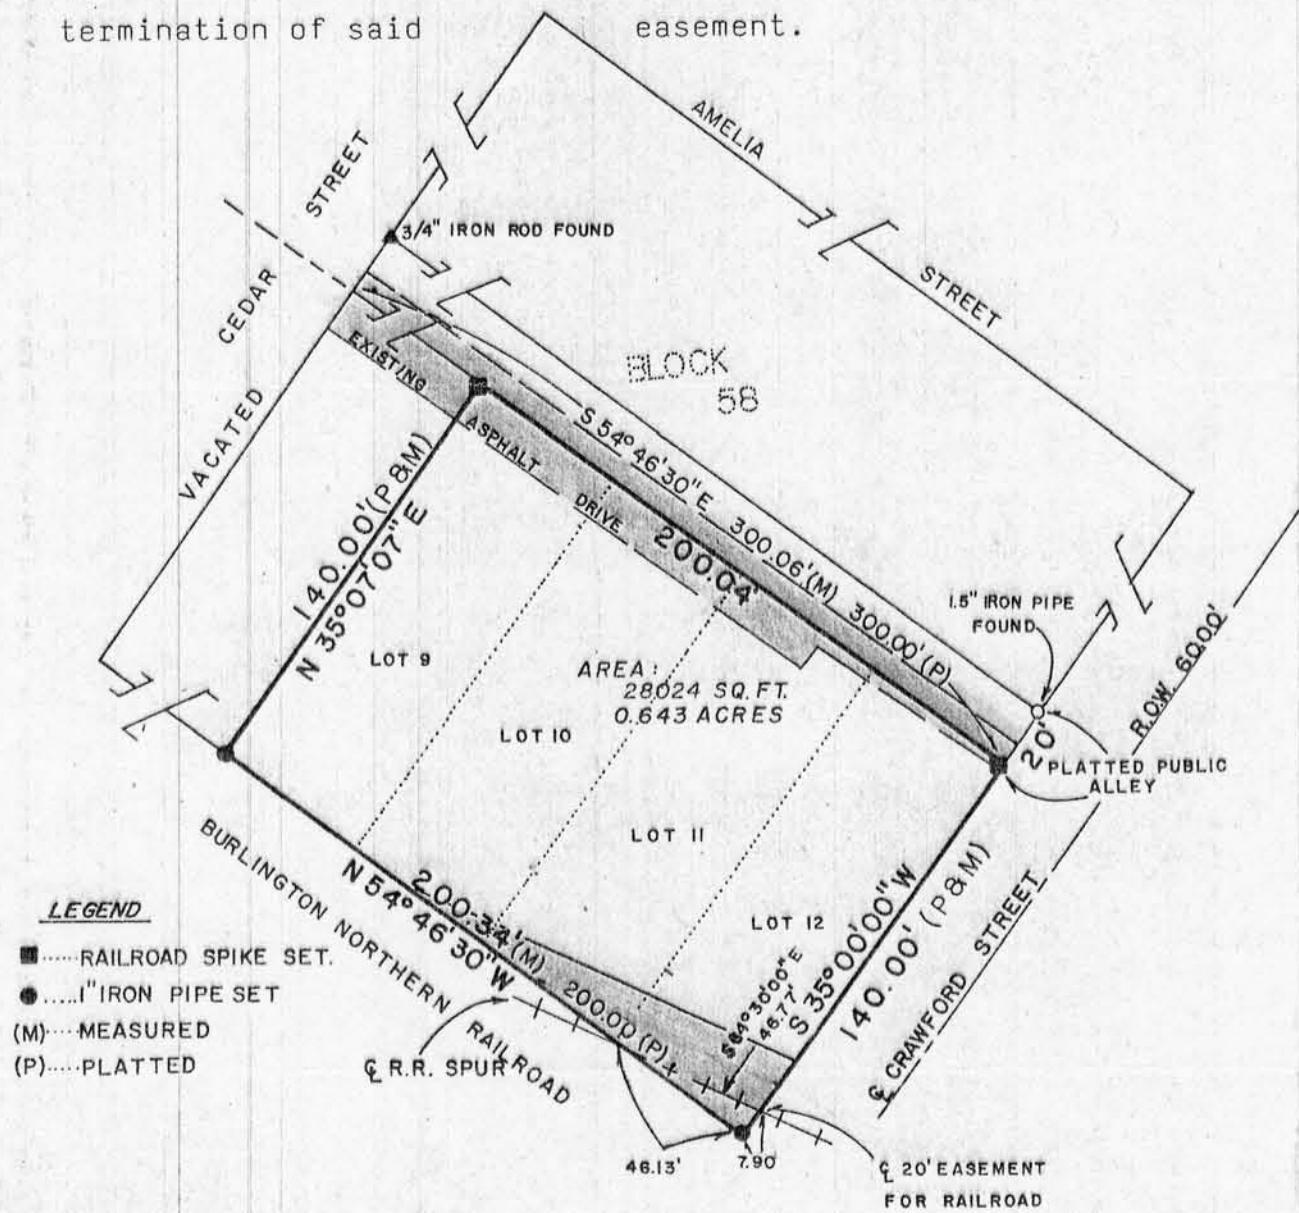 termination of said easement.
AMELIA STREET
STREET
CEDAR
VACATED
3/4" IRON ROD FOUND
EXISTING
ASPHALT
DRIVE
BLOCK
58
S 54° 46' 30" E 300.06' (M) 300.00' (P)
200.04'
140.00' (P & M)
N 35° 07' 07" E
1.5" IRON PIPE
FOUND
R.O.W. 60.00'
20'
PLATTED PUBLIC
ALLEY
LOT 9
AREA:
28024 SQ. FT.
0.643 ACRES
LOT 10
LOT 11
LOT 12
S 35° 00' 00" W
140.00' (P & M)
℄ CRAWFORD STREET
S 64° 30' 00" E
46.77'
200.34' (M) 200.00 (P)
N 54° 46' 30" W
BURLINGTON NORTHERN RAILROAD
℄ R.R. SPUR
46.13'
7.90'
℄ 20' EASEMENT
FOR RAILROAD
LEGEND
■.....RAILROAD SPIKE SET.
●.....1" IRON PIPE SET
(M)....MEASURED
(P).....PLATTED